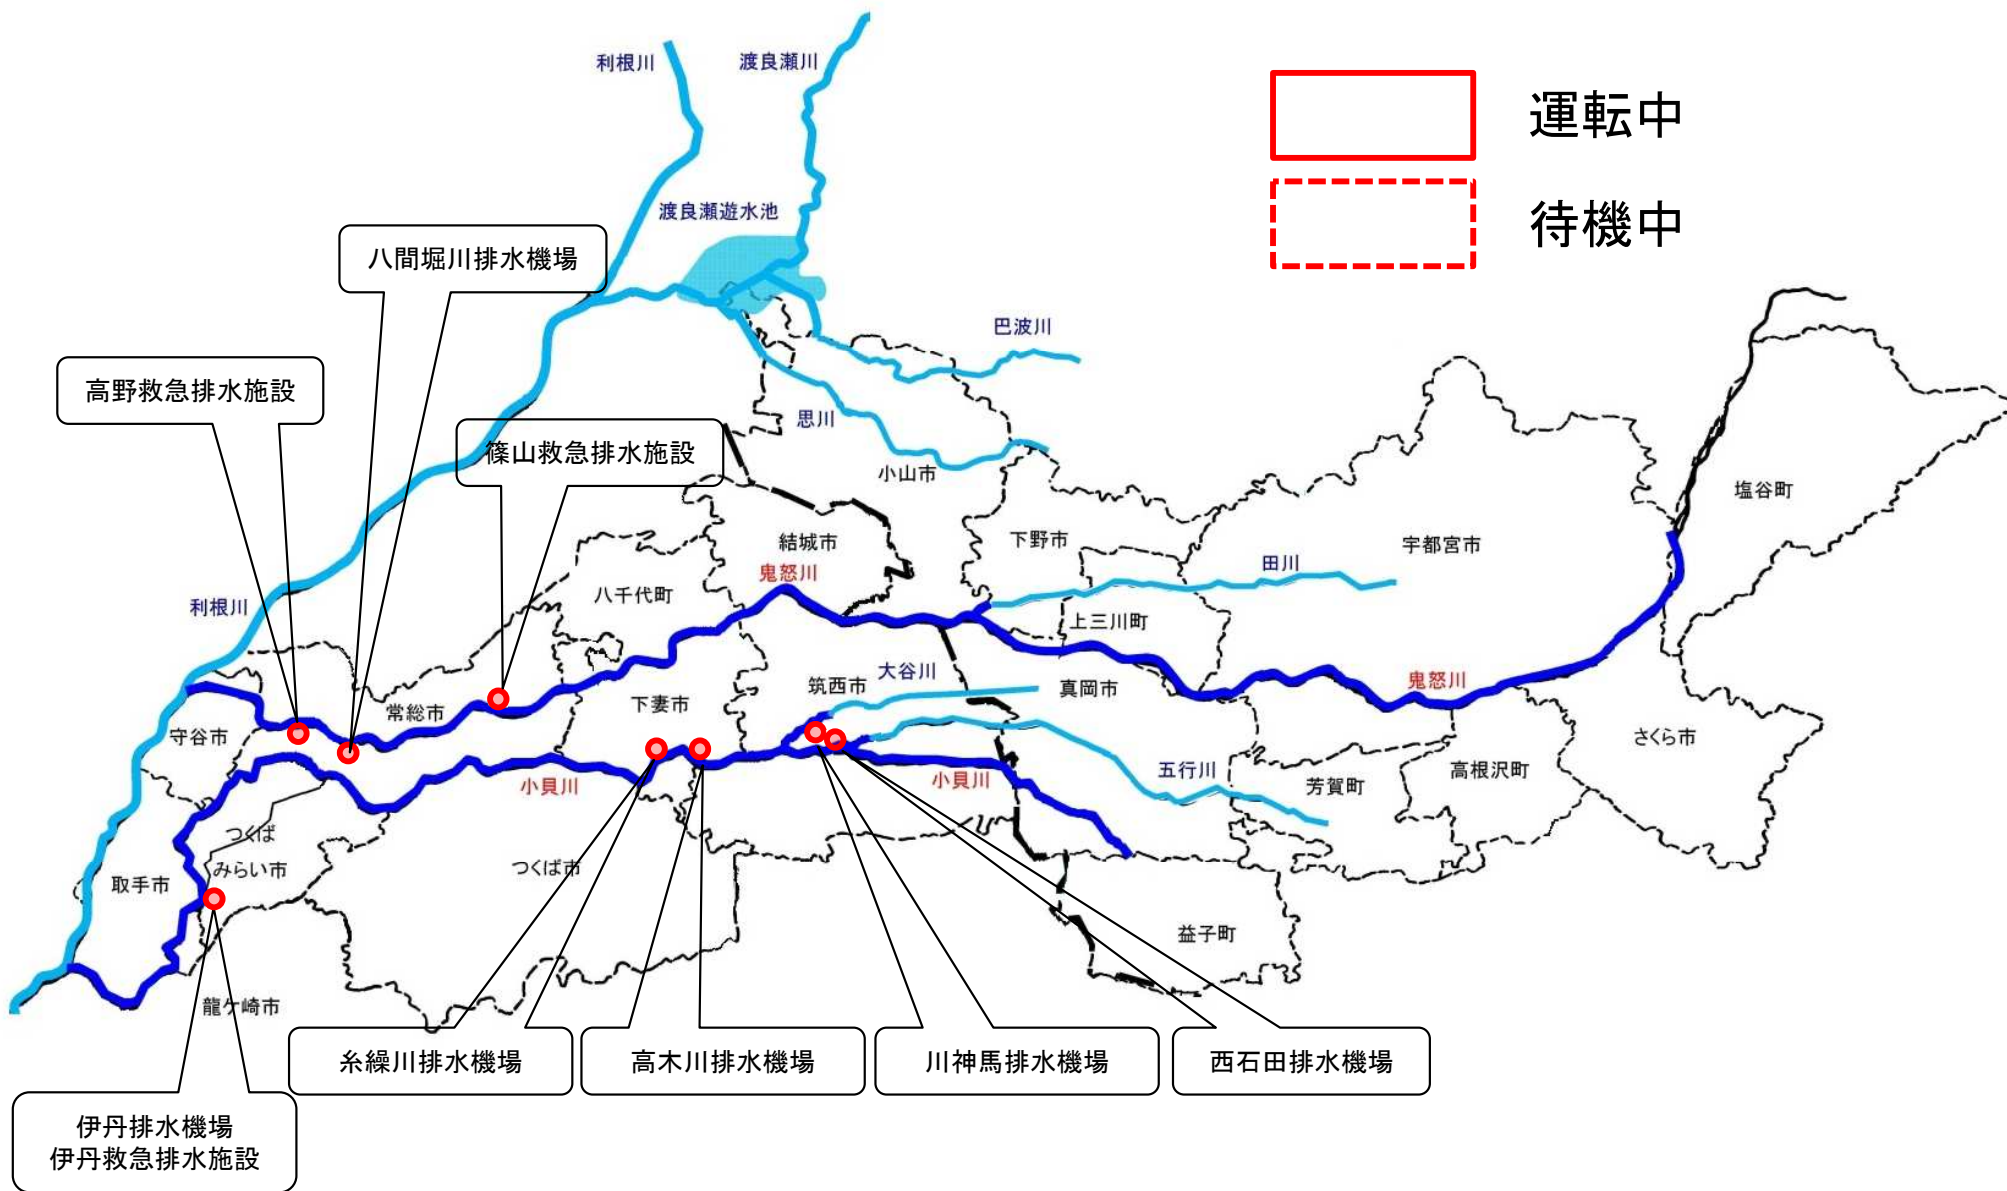 利根川
渡良瀬川
運転中
待機中
渡良瀬遊水池
八間堀川排水機場
巴波川
高野救急排水施設
思川
篠山救急排水施設
小山市
塩谷町
結城市
下野市
宇都宮市
鬼怒川
田川
八千代町
利根川
上三川町
大谷川
筑西市
真岡市
鬼怒川
下妻市
常総市
守谷市
さくら市
五行川
高根沢町
小貝川
小貝川
芳賀町
つくば
みらい市
つくば市
取手市
益子町
龍ケ崎市
糸繰川排水機場
高木川排水機場
川神馬排水機場
西石田排水機場
伊丹排水機場
伊丹救急排水施設